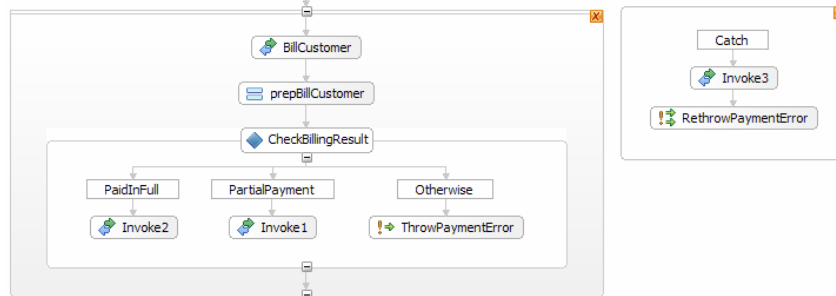 BillCustomer
prepBillCustomer
CheckBillingResult
PaidInFull PartialPayment Otherwise
Invoke2 Invoke1 ThrowPaymentError
Catch
Invoke3
RethrowPaymentError